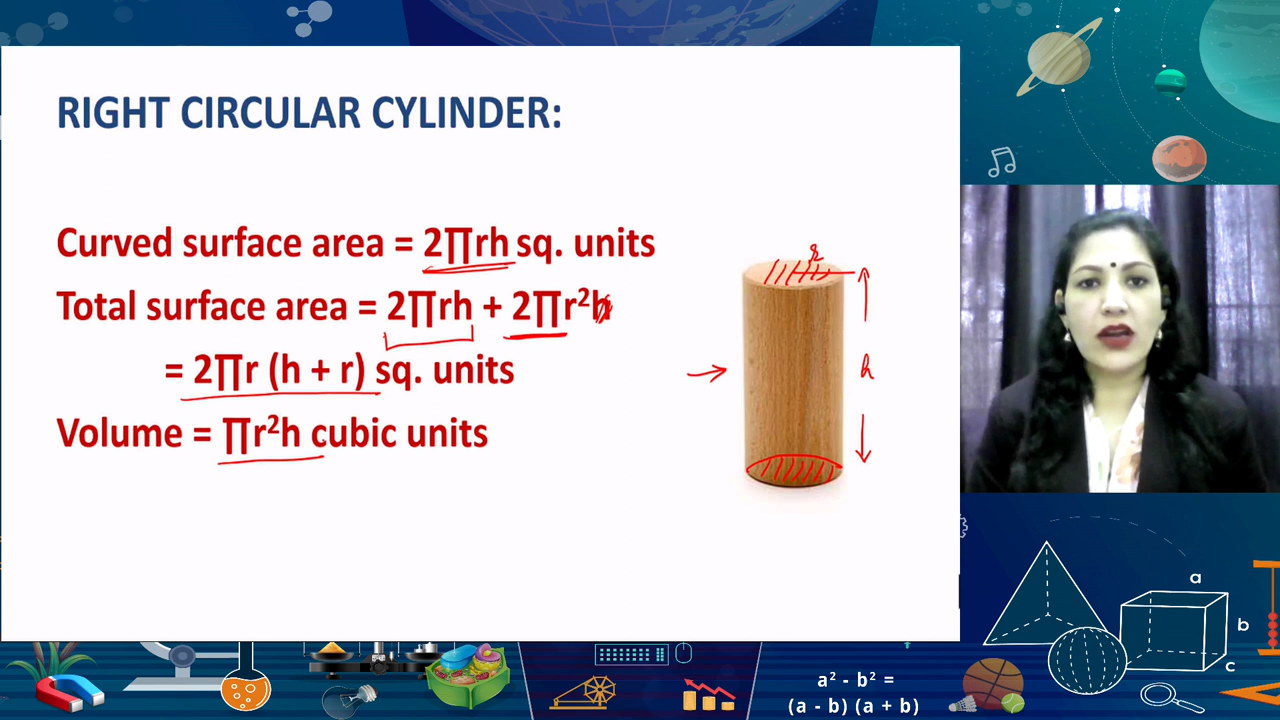 RIGHT CIRCULAR CYLINDER:
Curved surface area = 2∏rh sq. units
Total surface area = 2∏rh + 2∏r²h
= 2∏r (h + r) sq. units
Volume = ∏r²h cubic units
r
h
a
b
c
a² - b² =
(a - b) (a + b)